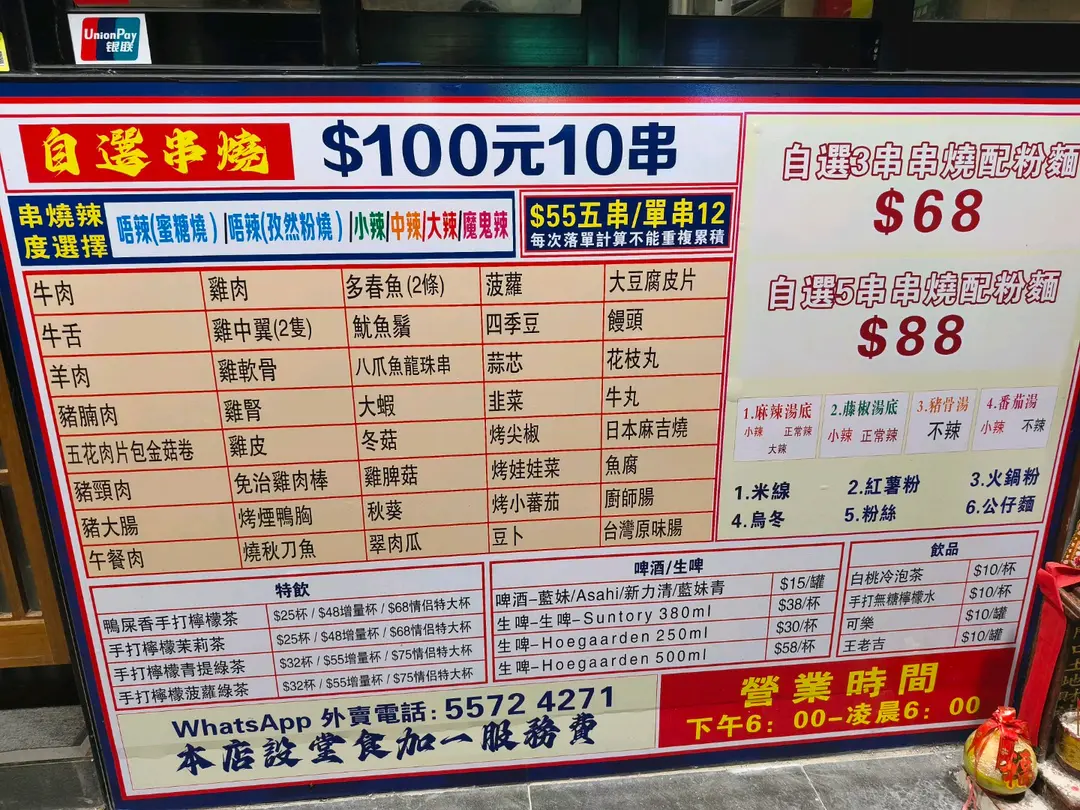 UnionPay
银联
自選串燒
$100元10串
串燒辣
度選擇
唔辣(蜜糖燒)/唔辣(孜然粉燒)/小辣/中辣/大辣/魔鬼辣
$55五串/單串12
每次落單計算不能重複累積
牛肉 雞肉 多春魚(2條) 菠蘿 大豆腐皮片
牛舌 雞中翼(2隻) 魷魚鬚 四季豆 饅頭
羊肉 雞軟骨 八爪魚龍珠串 蒜芯 花枝丸
豬腩肉 雞腎 大蝦 韭菜 牛丸
五花肉片包金菇卷 雞皮 冬菇 烤尖椒 日本麻吉燒
豬頸肉 免治雞肉棒 雞脾菇 烤娃娃菜 魚腐
豬大腸 烤煙鴨胸 秋葵 烤小蕃茄 廚師腸
午餐肉 燒秋刀魚 翠肉瓜 豆卜 台灣原味腸
自選3串串燒配粉麵
$68
自選5串串燒配粉麵
$88
1.麻辣湯底 2.藤椒湯底 3.豬骨湯 4.番茄湯
小辣 正常辣 小辣 正常辣 不辣 小辣 不辣
大辣
1.米線 2.紅薯粉 3.火鍋粉
4.烏冬 5.粉絲 6.公仔麵
特飲
鴨屎香手打檸檬茶 $25杯 / $48增量杯 / $68情侶特大杯
手打檸檬茉莉茶 $25杯 / $48增量杯 / $68情侶特大杯
手打檸檬青提綠茶 $32杯 / $55增量杯 / $75情侶特大杯
手打檸檬菠蘿綠茶 $32杯 / $55增量杯 / $75情侶特大杯
啤酒/生啤
啤酒–藍妹/Asahi/新力清/藍妹青 $15/罐
生啤–生啤–Suntory 380ml $38/杯
生啤–Hoegaarden 250ml $30/杯
生啤–Hoegaarden 500ml $58/杯
飲品
白桃冷泡茶 $10/杯
手打無糖檸檬水 $10/杯
可樂 $10/罐
王老吉 $10/罐
WhatsApp 外賣電話:5572 4271
本店設堂食加一服務費
營業時間
下午6：00–凌晨6：00